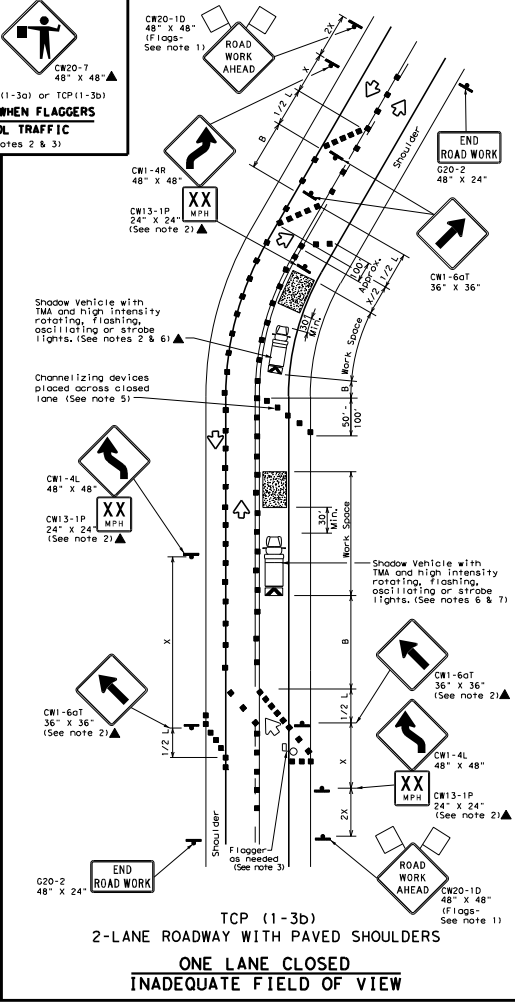 CW20-7
48" X 48"▲
(1-3a) or TCP(1-3b)
WHEN FLAGGERS
OL TRAFFIC
otes 2 & 3)
CW20-1D
48" X 48"
(Flags-
See note 1)
ROAD
WORK
AHEAD
2X
X
1/2 L
B
Shoulder
END
ROAD WORK
G20-2
48" X 24"
CW1-4R
48" X 48"
XX
MPH
CW13-1P
24" X 24"
(See note 2)▲
CW1-6aT
36" X 36"
100'
Approx.
1/2 L
X/2
30'
Min.
Work Space
B
50'-
100'
Shadow Vehicle with
TMA and high intensity
rotating, flashing,
oscillating or strobe
lights. (See notes 2 & 6)▲
Channelizing devices
placed across closed
lane (See note 5)
CW1-4L
48" X 48"
XX
MPH
CW13-1P
24" X 24"
(See note 2)▲
X
30'
Min.
Work Space
Shadow Vehicle with
TMA and high intensity
rotating, flashing,
oscillating or strobe
lights. (See notes 6 & 7)
B
CW1-6aT
36" X 36"
(See note 2)▲
1/2 L
CW1-6aT
36" X 36"
(See note 2)▲
1/2 L
X
CW1-4L
48" X 48"
XX
MPH
CW13-1P
24" X 24"
(See note 2)▲
2X
Shoulder
Flagger
as needed
(See note 3)
END
ROAD WORK
G20-2
48" X 24"
ROAD
WORK
AHEAD
CW20-1D
48" X 48"
(Flags-
See note 1)
TCP (1-3b)
2-LANE ROADWAY WITH PAVED SHOULDERS
ONE LANE CLOSED
INADEQUATE FIELD OF VIEW